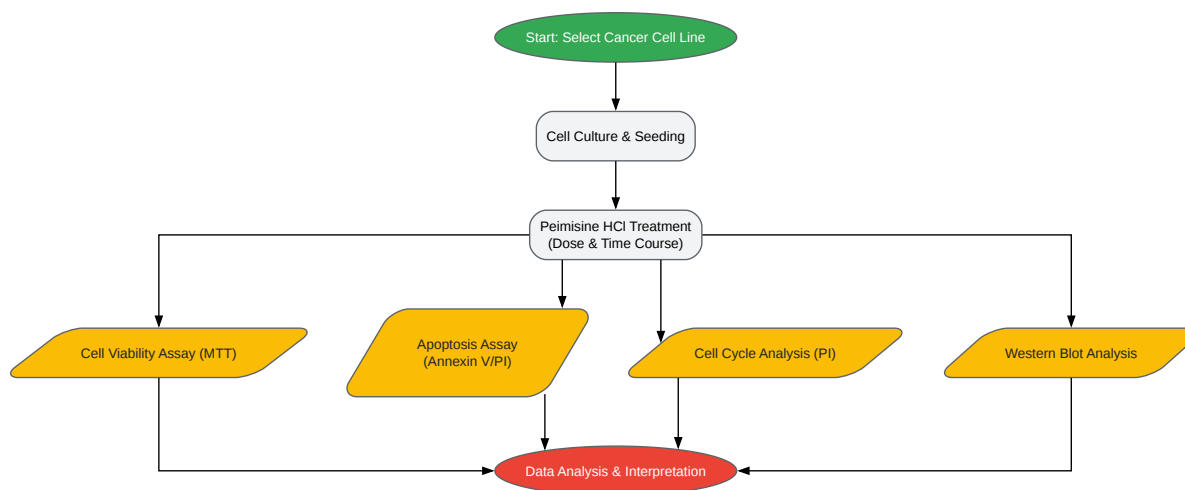 Start: Select Cancer Cell Line
Cell Culture & Seeding
Peimisine HCl Treatment
(Dose & Time Course)
Cell Viability Assay (MTT)
Apoptosis Assay
(Annexin V/PI)
Cell Cycle Analysis (PI)
Western Blot Analysis
Data Analysis & Interpretation